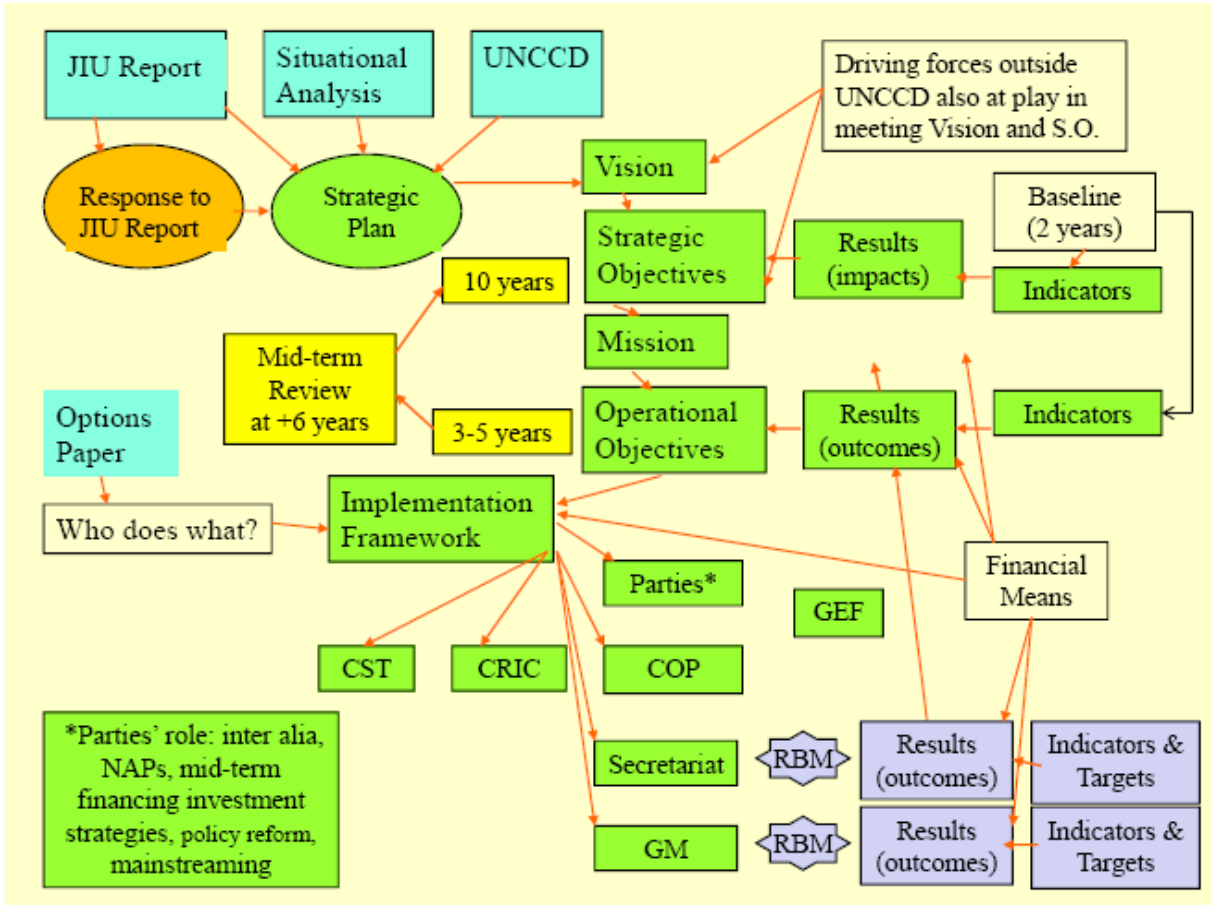 JIU Report
Situational
Analysis
UNCCD
Driving forces outside
UNCCD also at play in
meeting Vision and S.O.
Response to
JIU Report
Strategic
Plan
Vision
Baseline
(2 years)
Strategic
Objectives
Results
(impacts)
Indicators
10 years
Mission
Mid-term
Review
at +6 years
3-5 years
Options
Paper
Operational
Objectives
Results
(outcomes)
Indicators
Who does what?
Implementation
Framework
Financial
Means
Parties*
GEF
CST
CRIC
COP
*Parties’ role: inter alia,
NAPs, mid-term
financing investment
strategies, policy reform,
mainstreaming
Secretariat
RBM
Results
(outcomes)
Indicators &
Targets
GM
RBM
Results
(outcomes)
Indicators &
Targets